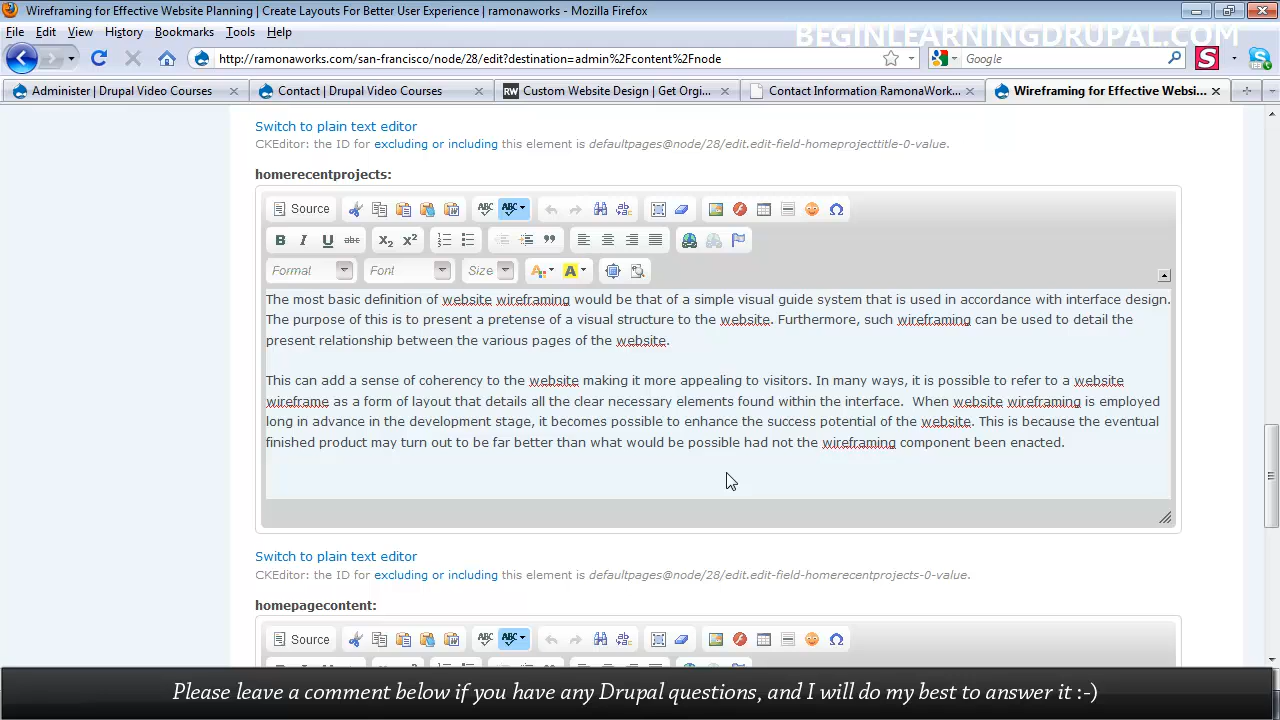 Wireframing for Effective Website Planning | Create Layouts For Better User Experience | ramonaworks - Mozilla Firefox
File Edit View History Bookmarks Tools Help
BEGINLEARNINGDRUPAL.COM
http://ramonaworks.com/san-francisco/node/28/edit?destination=admin%2Fcontent%2Fnode
Google
Administer | Drupal Video Courses
Contact | Drupal Video Courses
Custom Website Design | Get Orgi...
Contact Information RamonaWork...
Wireframing for Effective Websi...
Switch to plain text editor
CKEditor: the ID for excluding or including this element is defaultpages@node/28/edit.edit-field-homeprojecttitle-0-value.
homerecentprojects:
Source
Format Font Size
The most basic definition of website wireframing would be that of a simple visual guide system that is used in accordance with interface design.
The purpose of this is to present a pretense of a visual structure to the website. Furthermore, such wireframing can be used to detail the
present relationship between the various pages of the website.
This can add a sense of coherency to the website making it more appealing to visitors. In many ways, it is possible to refer to a website
wireframe as a form of layout that details all the clear necessary elements found within the interface.  When website wireframing is employed
long in advance in the development stage, it becomes possible to enhance the success potential of the website. This is because the eventual
finished product may turn out to be far better than what would be possible had not the wireframing component been enacted.
Switch to plain text editor
CKEditor: the ID for excluding or including this element is defaultpages@node/28/edit.edit-field-homerecentprojects-0-value.
homepagecontent:
Source
Please leave a comment below if you have any Drupal questions, and I will do my best to answer it :-)